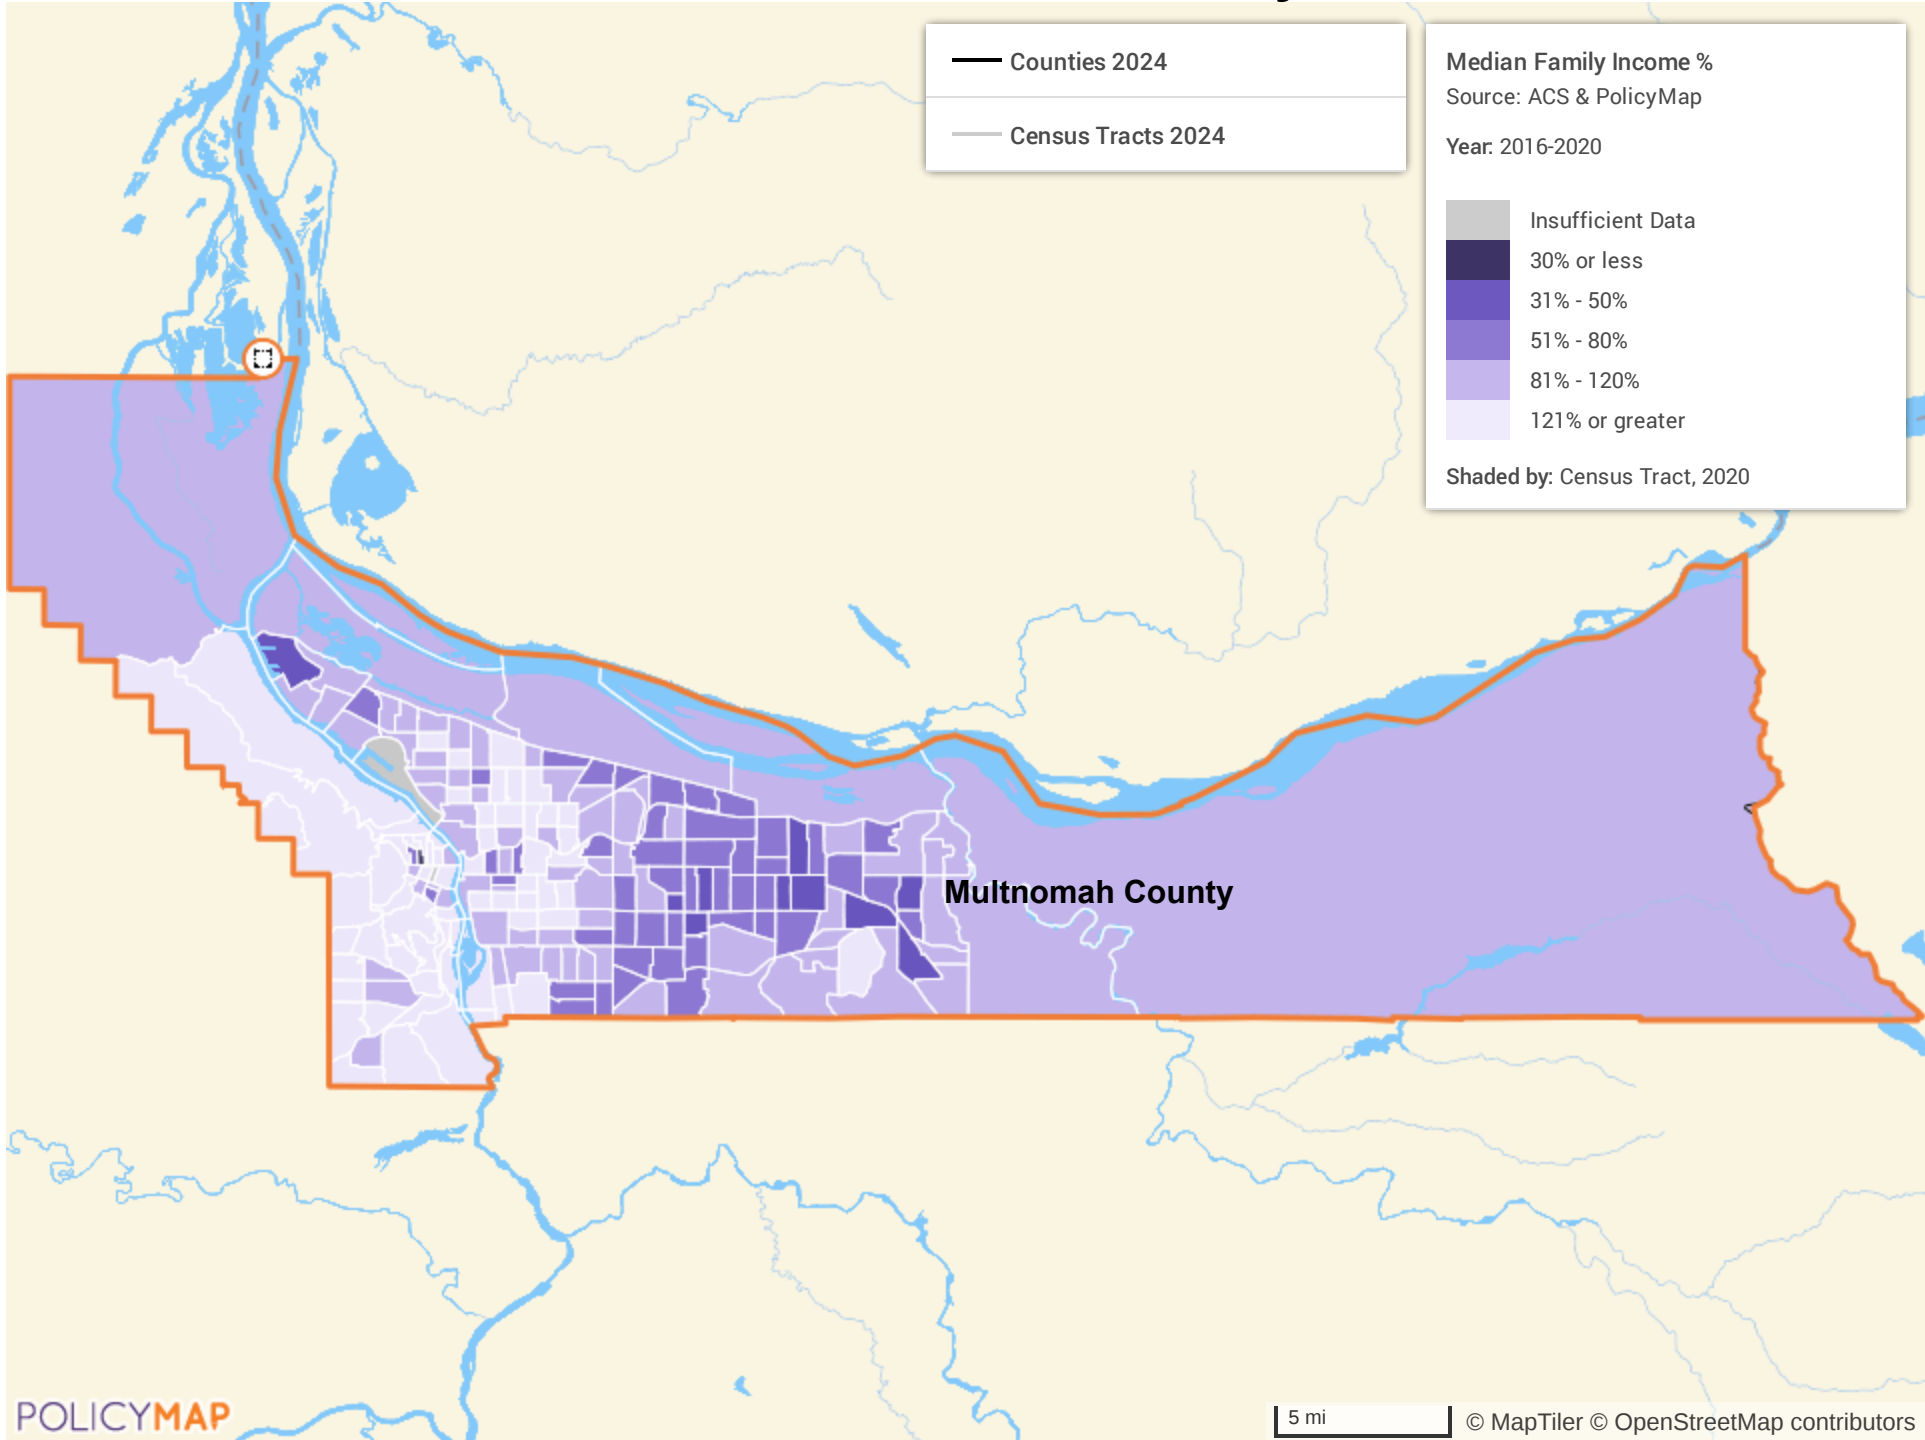 Counties 2024
Census Tracts 2024
Median Family Income %
Source: ACS & PolicyMap
Year: 2016-2020
Insufficient Data
30% or less
31% - 50%
51% - 80%
81% - 120%
121% or greater
Shaded by: Census Tract, 2020
Multnomah County
POLICYMAP
5 mi
© MapTiler © OpenStreetMap contributors